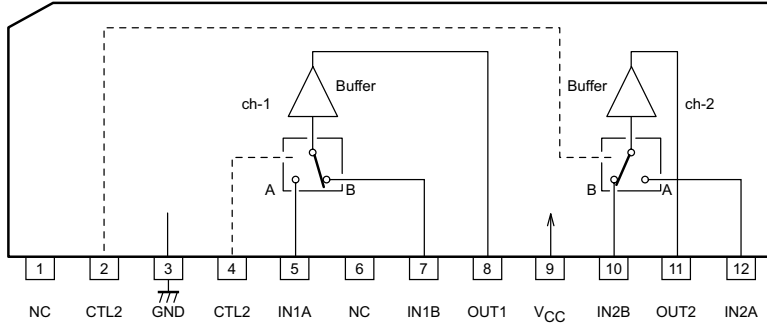 Buffer
Buffer
ch-1
ch-2
A
B
B
A
1
2
3
4
5
6
7
8
9
10
11
12
NC
CTL2
GND
CTL2
IN1A
NC
IN1B
OUT1
VCC
IN2B
OUT2
IN2A